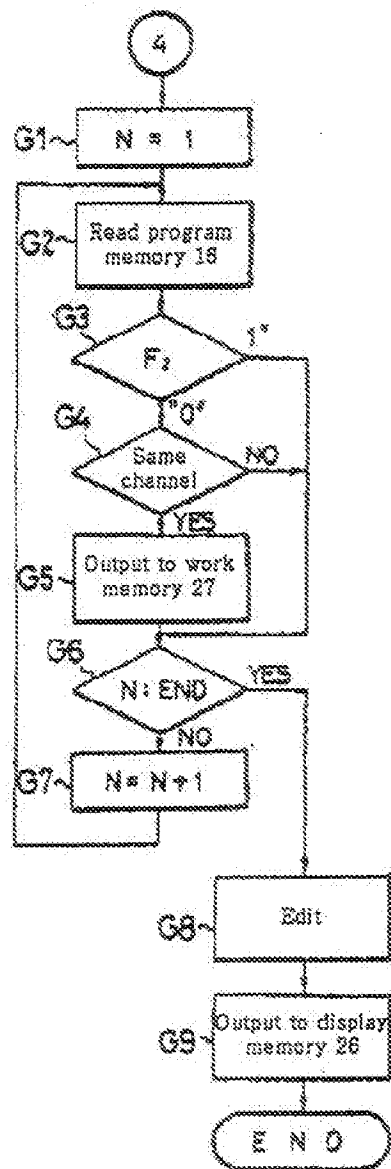 4
G1
N = 1
G2
Read program
memory 18
G3
F₂
1"
"0"
G4
Same
channel
NO
YES
G5
Output to work
memory 27
G6
N : END
YES
NO
G7
N = N + 1
G8
Edit
G9
Output to display
memory 26
E N D